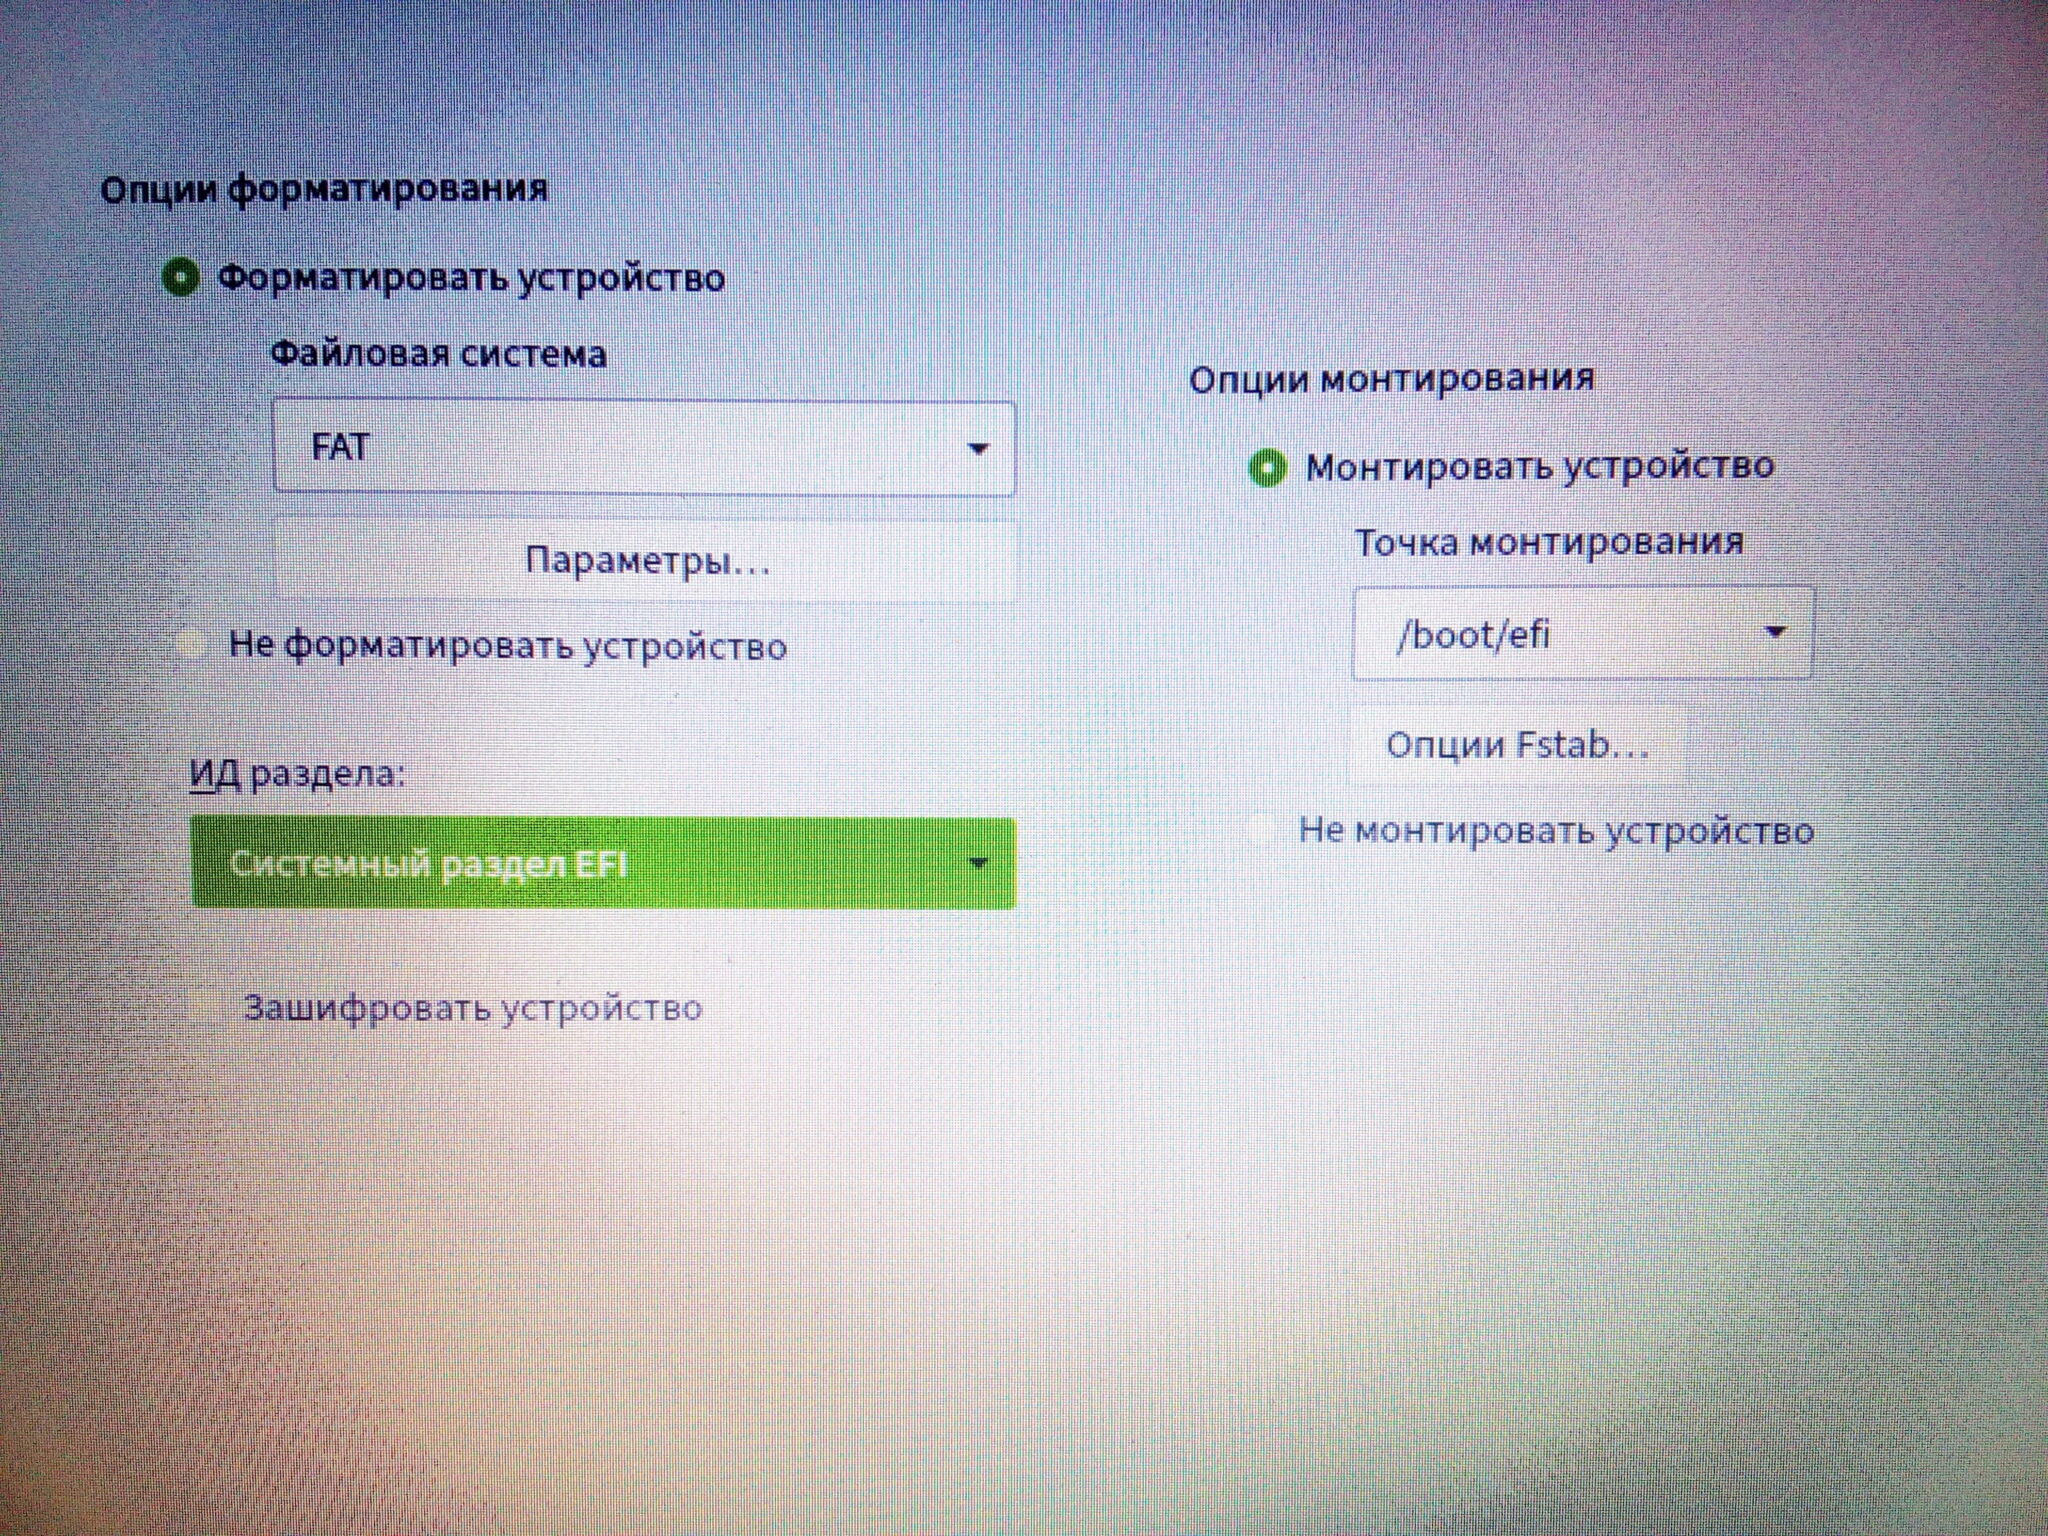 Опции форматирования
Форматировать устройство
Файловая система
FAT
Параметры...
Не форматировать устройство
ИД раздела:
Системный раздел EFI
Зашифровать устройство
Опции монтирования
Монтировать устройство
Точка монтирования
/boot/efi
Опции Fstab...
Не монтировать устройство